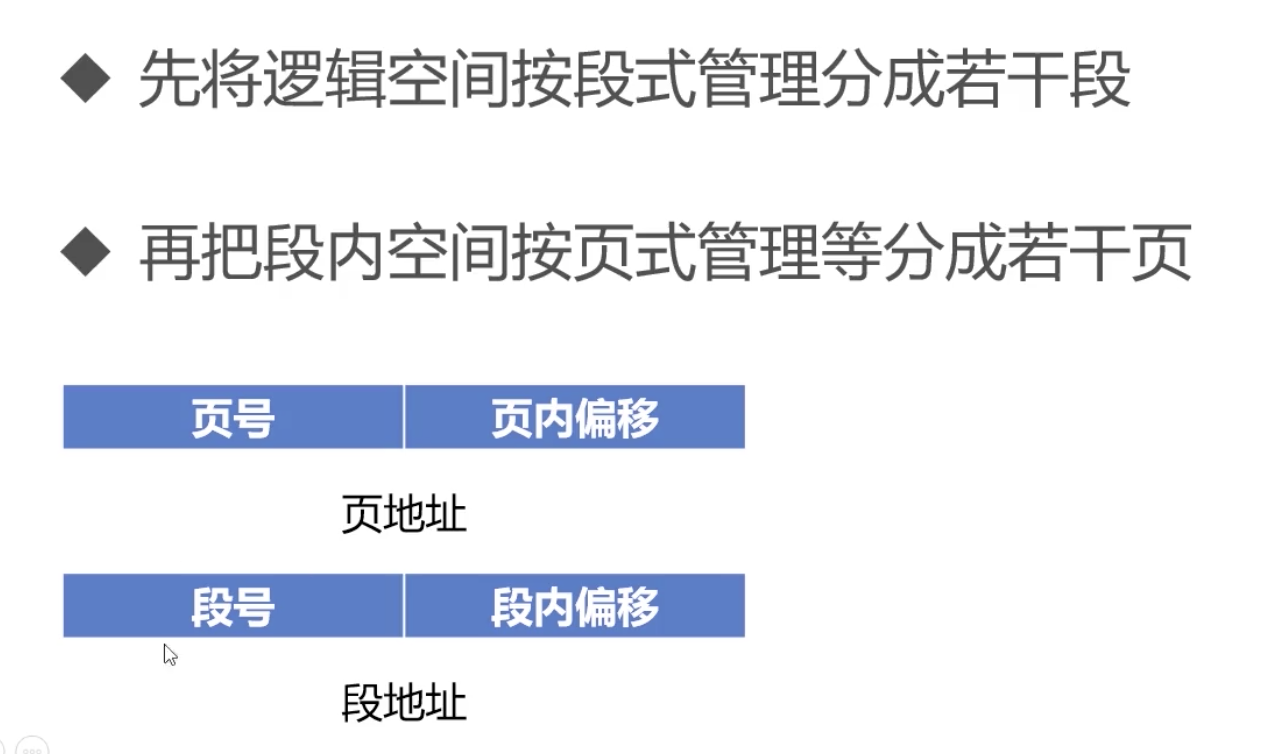 先将逻辑空间按段式管理分成若干段
再把段内空间按页式管理等分成若干页
页号 页内偏移
页地址
段号 段内偏移
段地址